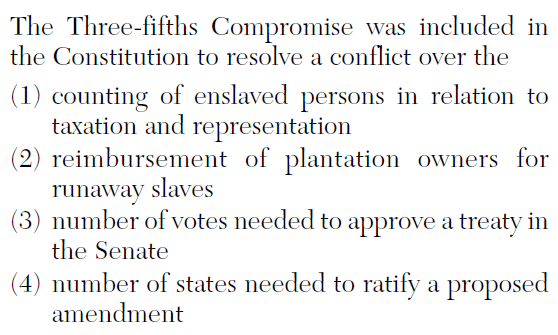 The Three-fifths Compromise was included in
the Constitution to resolve a conflict over the
(1) counting of enslaved persons in relation to
taxation and representation
(2) reimbursement of plantation owners for
runaway slaves
(3) number of votes needed to approve a treaty in
the Senate
(4) number of states needed to ratify a proposed
amendment